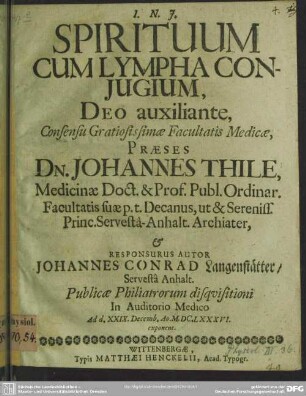 I. N. J.
SPIRITUUM
CUM LYMPHA CON-
JUGIUM,
DEO auxiliante,
Consensu Gratiosissimæ Facultatis Medicæ,
PRÆSES
DN. JOHANNES THILE,
Medicinæ Doct. & Prof. Publ. Ordinar.
Facultatis suæ p.t. Decanus, ut & Sereniss.
Princ. Servestâ-Anhalt. Archiater,
&
RESPONSURUS AUTOR
JOHANNES CONRAD Langenstätter/
Servestâ Anhalt.
Publicæ Philiatrorum disqvisitioni
In Auditorio Medico
Ad d. XXIX. Decemb. Ao M DC LXXXVI.
exponent.
WITTENBERGÆ,
Typis MATTHÆI HENCKELII, Acad. Typogr.